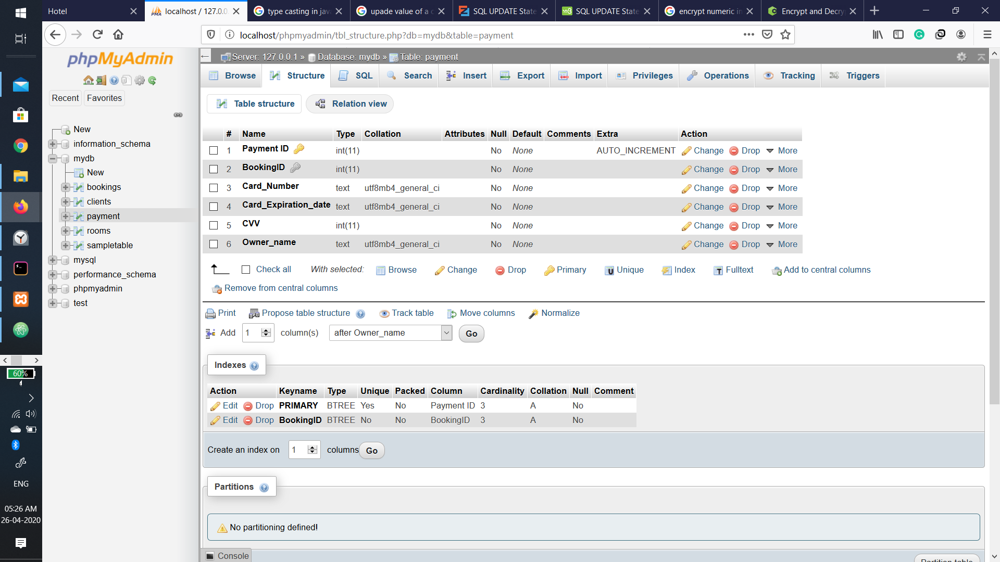 Hotel
localhost / 127.0.0
type casting in jav
upade value of a c
SQL UPDATE State
SQL UPDATE State
encrypt numeric in
Encrypt and Decry
localhost/phpmyadmin/tbl_structure.php?db=mydb&table=payment
phpMyAdmin
Recent
Favorites
New
information_schema
mydb
New
bookings
clients
payment
rooms
sampletable
mysql
performance_schema
phpmyadmin
test
60%
ENG
05:26 AM
26-04-2020
Server: 127.0.0.1 » Database: mydb » Table: payment
Browse Structure SQL Search Insert Export Import Privileges Operations Tracking Triggers
Table structure Relation view
# Name Type Collation Attributes Null Default Comments Extra Action
1 Payment ID int(11) No None AUTO_INCREMENT Change Drop More
2 BookingID int(11) No None Change Drop More
3 Card_Number text utf8mb4_general_ci No None Change Drop More
4 Card_Expiration_date text utf8mb4_general_ci No None Change Drop More
5 CVV int(11) No None Change Drop More
6 Owner_name text utf8mb4_general_ci No None Change Drop More
Check all With selected: Browse Change Drop Primary Unique Index Fulltext Add to central columns
Remove from central columns
Print Propose table structure Track table Move columns Normalize
Add 1 column(s) after Owner_name Go
Indexes
Action Keyname Type Unique Packed Column Cardinality Collation Null Comment
Edit Drop PRIMARY BTREE Yes No Payment ID 3 A No
Edit Drop BookingID BTREE No No BookingID 3 A No
Create an index on 1 columns Go
Partitions
No partitioning defined!
Console
Partition table